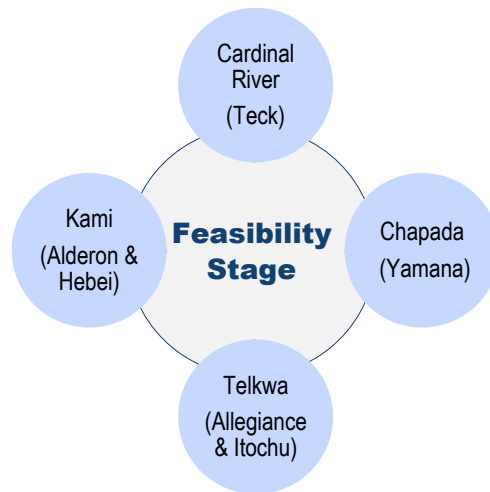 Cardinal
River
(Teck)
Kami
(Alderon &
Hebei)
Feasibility
Stage
Chapada
(Yamana)
Telkwa
(Allegiance
& Itochu)